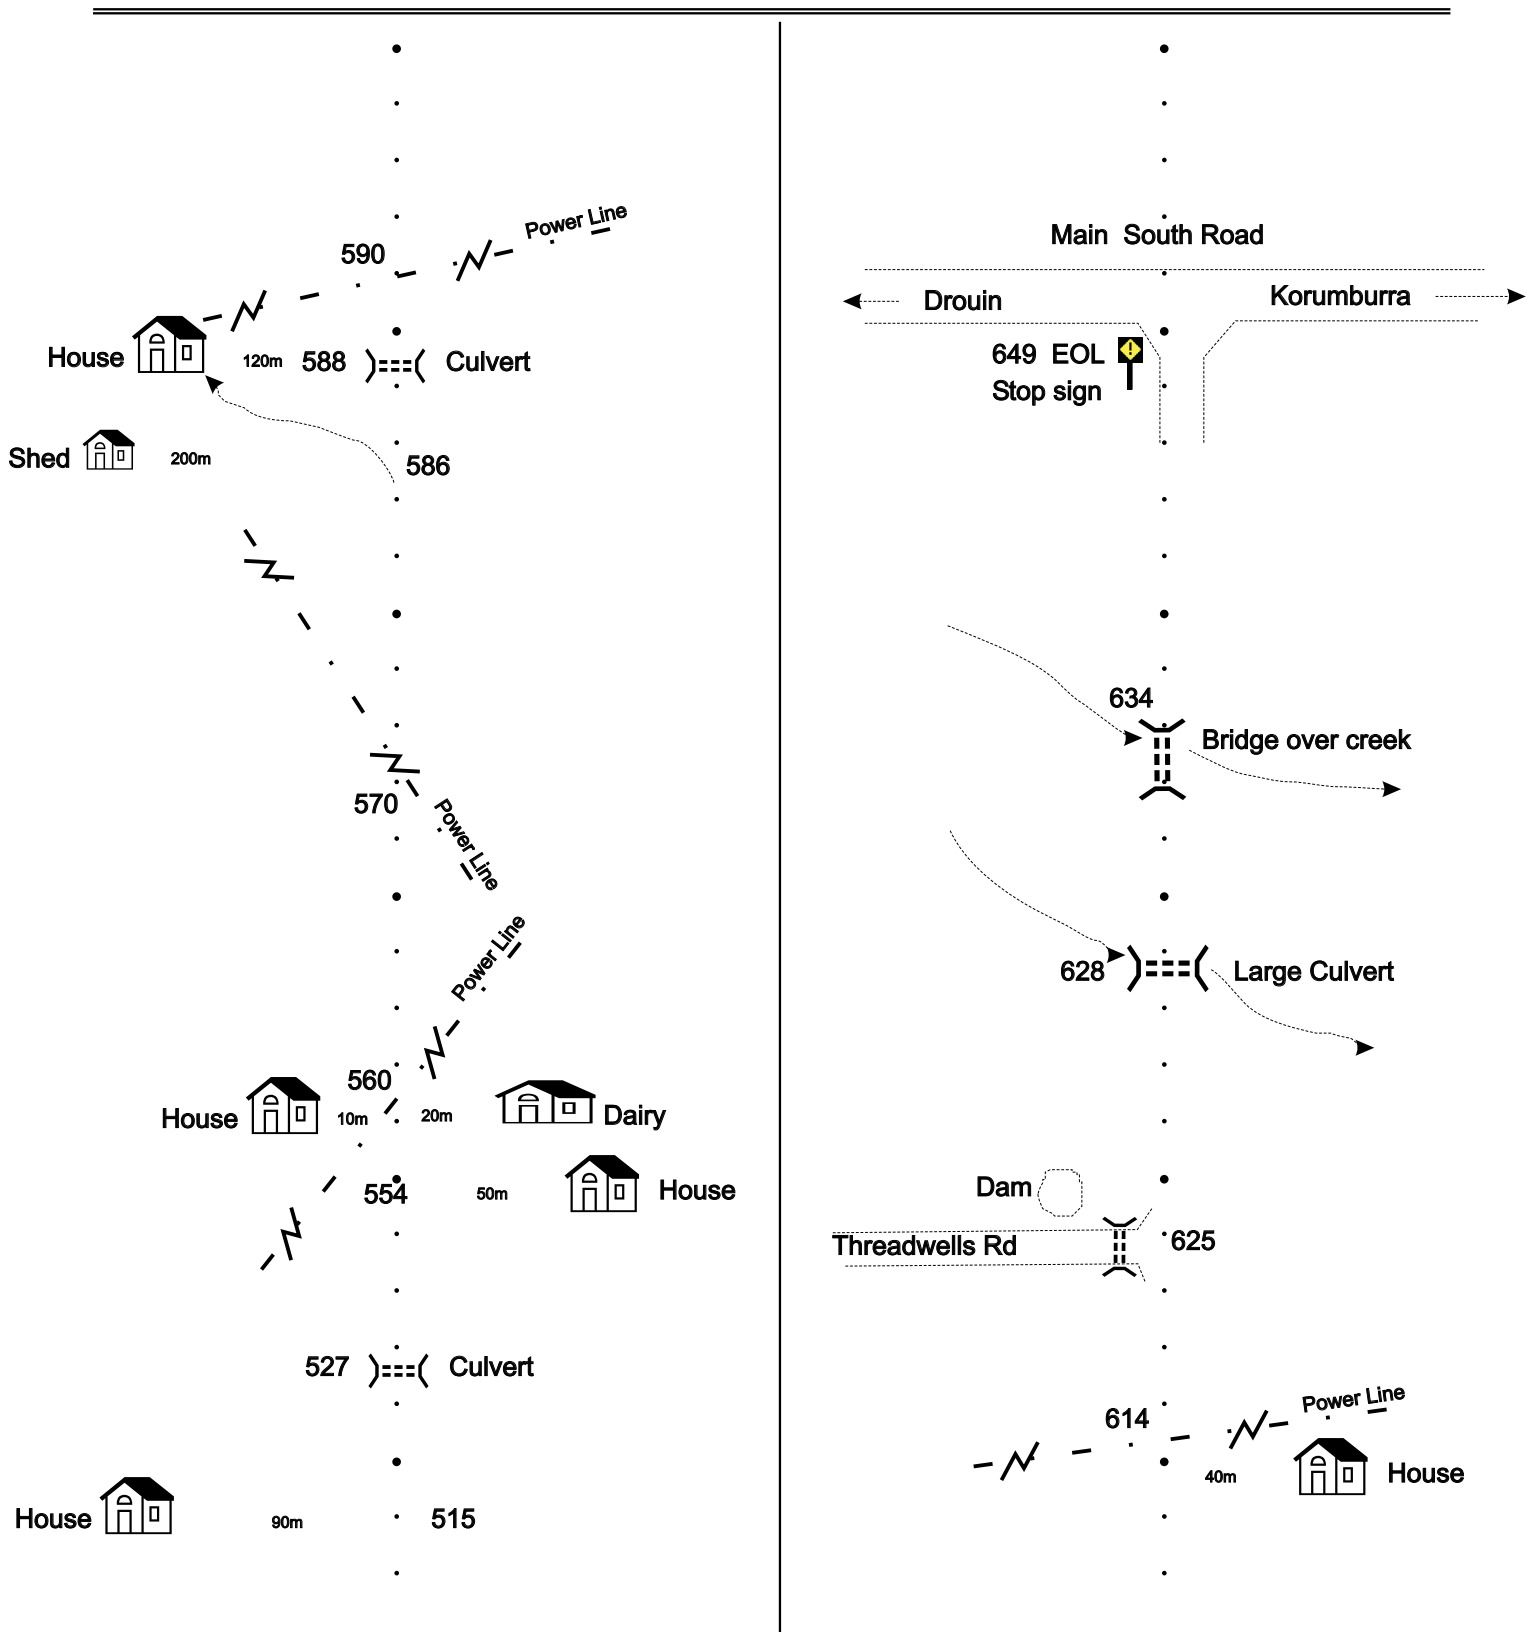 Power Line
590
House
120m 588 Culvert
Shed 200m 586
570
Power Line
Power Line
560
House 10m 20m Dairy
554 50m House
527 Culvert
House 90m 515
Main South Road
Drouin Korumburra
649 EOL
Stop sign
634
Bridge over creek
628 Large Culvert
Dam
Threadwells Rd 625
Power Line
614
40m House